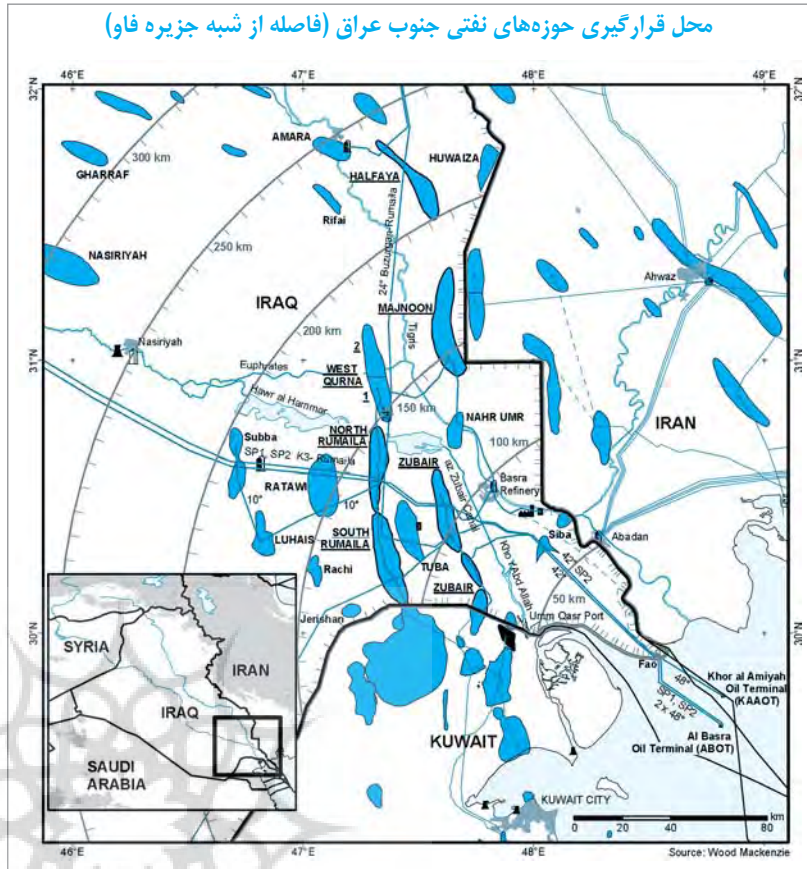 محل قرارگیری حوزه‌های نفتی جنوب عراق (فاصله از شبه جزیره فاو)
46°E
47°E
48°E
49°E
32°N
32°N
300 km
AMARA
HUWAIZA
GHARRAF
HALFAYA
Rifai
250 km
NASIRIYAH
24" Buzurgan-Rumaila
Ahwaz
IRAQ
200 km
MAJNOON
Tigris
31°N
31°N
Nasiriyah
2
Euphrates
WEST
QURNA
1
Hawr al Hammar
150 km
NAHR UMR
IRAN
NORTH
RUMAILA
100 km
Subba
SP1, SP2 K3- Rumaila
ZUBAIR
az Zubair Canal
Basra
Refinery
RATAWI
10"
10"
LUHAIS
SOUTH
RUMAILA
Siba
Abadan
Rachi
TUBA
42" SP2
42"
ZUBAIR
50 km
Jerishan
Umm Qasr Port
30°N
30°N
Fao
48"
Khor al Amiyah
Oil Terminal
(KAAOT)
SP1, SP2
2 x 48"
Al Basra
Oil Terminal (ABOT)
KUWAIT
KUWAIT CITY
SYRIA
IRAN
IRAQ
SAUDI
ARABIA
km
0 20 40 60 80
46°E
47°E
48°E
Source: Wood Mackenzie